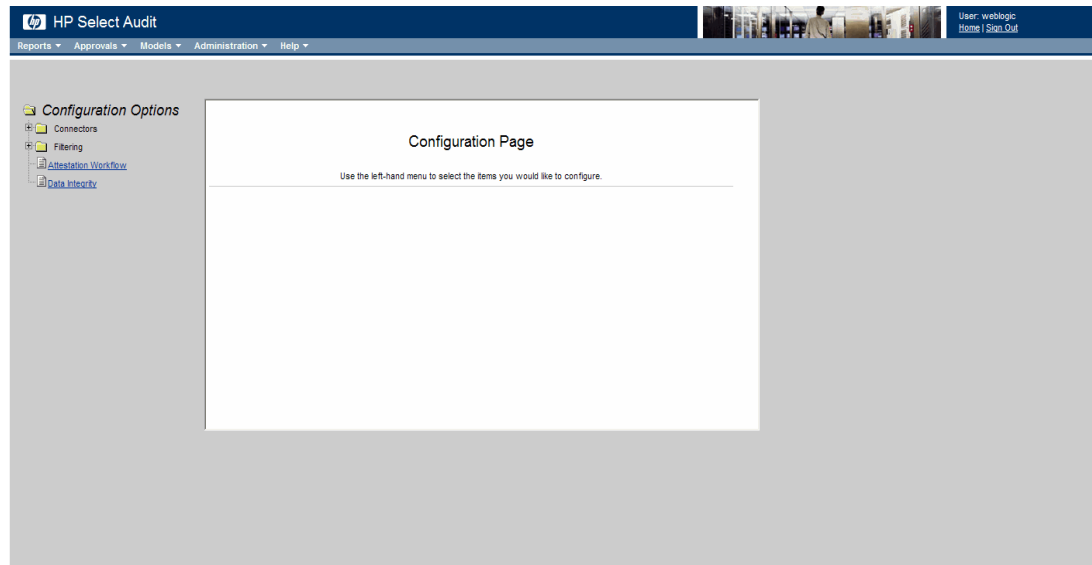 hp HP Select Audit
User: weblogic
Home | Sign Out
Reports Approvals Models Administration Help
Configuration Options
Connectors
Filtering
Attestation Workflow
Data Integrity
Configuration Page
Use the left-hand menu to select the items you would like to configure.